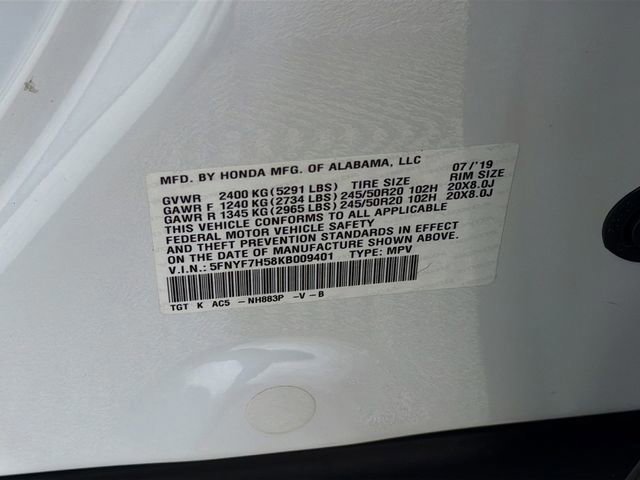 MFD. BY HONDA MFG. OF ALABAMA, LLC 07/'19
GVWR 2400 KG(5291 LBS) TIRE SIZE RIM SIZE
GAWR F 1240 KG(2734 LBS)245/50R20 102H 20X8.0J
GAWR R 1345 KG(2965 LBS)245/50R20 102H 20X8.0J
THIS VEHICLE CONFORMS TO ALL APPLICABLE
FEDERAL MOTOR VEHICLE SAFETY
AND THEFT PREVENTION STANDARDS IN EFFECT
ON THE DATE OF MANUFACTURE SHOWN ABOVE.
V.I.N.: 5FNYF7H58KB009401 TYPE: MPV
TGT K AC5 -NH883P -V-B